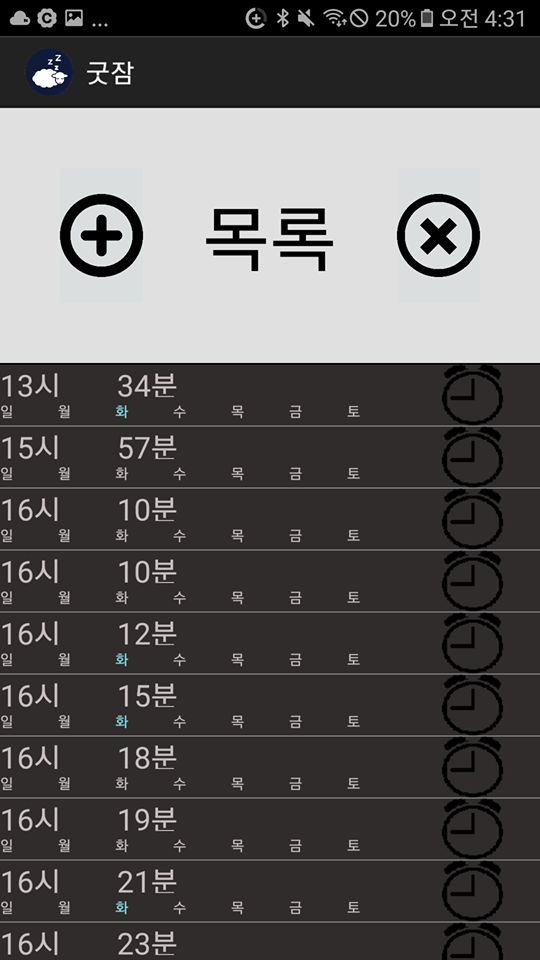 ... 20% 오전 4:31
굿잠
목록
13시 34분
일 월 화 수 목 금 토
15시 57분
일 월 화 수 목 금 토
16시 10분
일 월 화 수 목 금 토
16시 10분
일 월 화 수 목 금 토
16시 12분
일 월 화 수 목 금 토
16시 15분
일 월 화 수 목 금 토
16시 18분
일 월 화 수 목 금 토
16시 19분
일 월 화 수 목 금 토
16시 21분
일 월 화 수 목 금 토
16시 23분